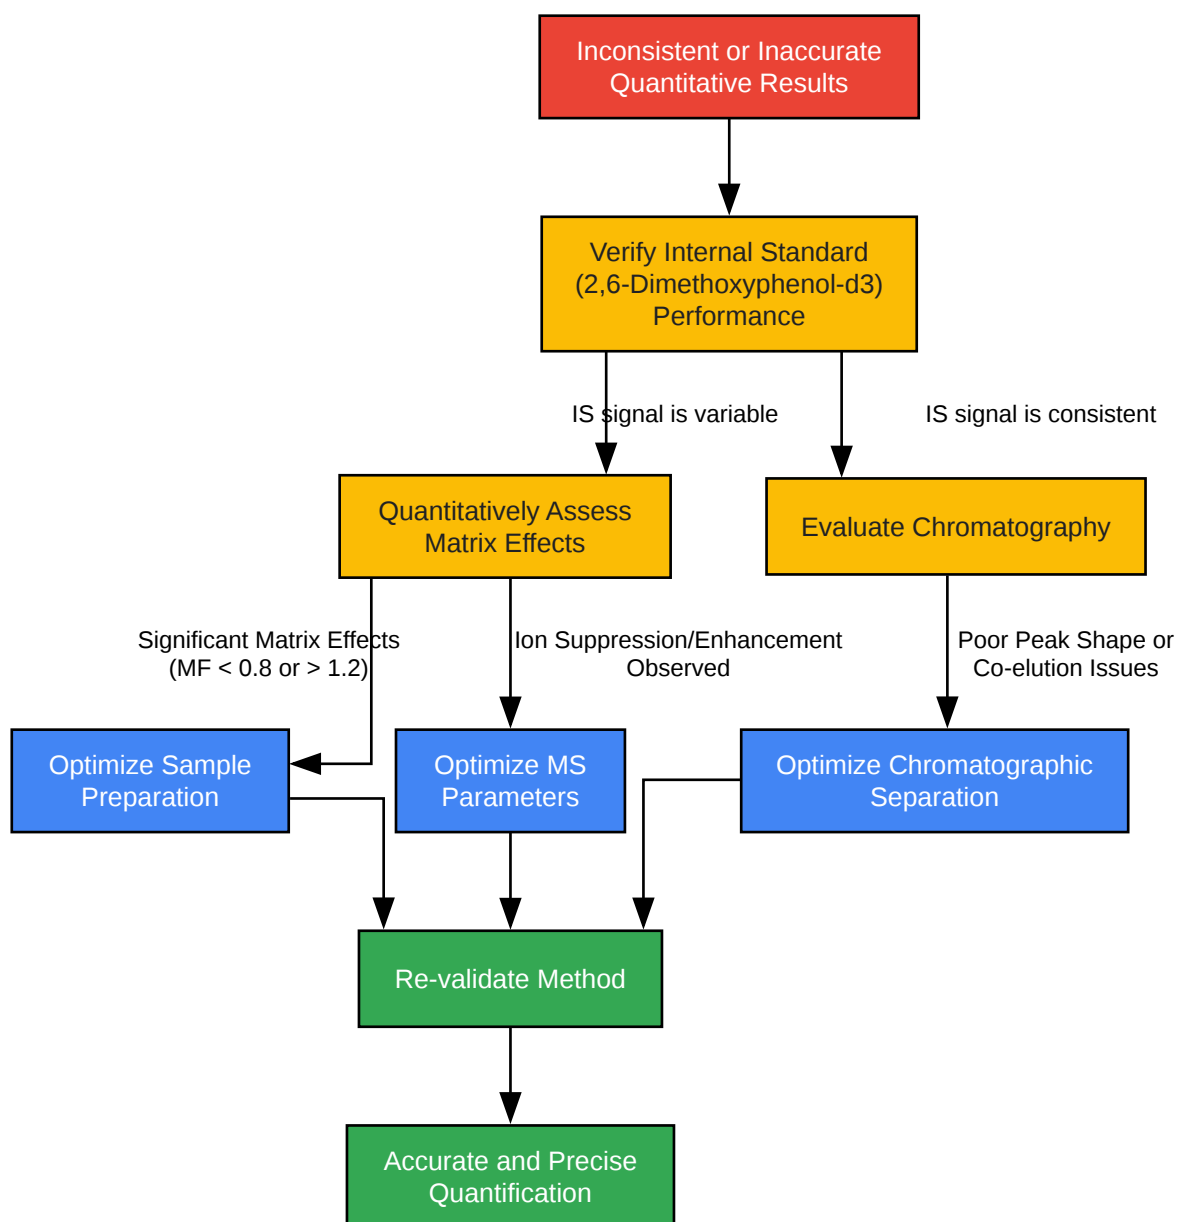 Inconsistent or Inaccurate
Quantitative Results
Verify Internal Standard
(2,6-Dimethoxyphenol-d3)
Performance
IS signal is variable
IS signal is consistent
Quantitatively Assess
Matrix Effects
Evaluate Chromatography
Significant Matrix Effects
(MF < 0.8 or > 1.2)
Ion Suppression/Enhancement
Observed
Poor Peak Shape or
Co-elution Issues
Optimize Sample
Preparation
Optimize MS
Parameters
Optimize Chromatographic
Separation
Re-validate Method
Accurate and Precise
Quantification